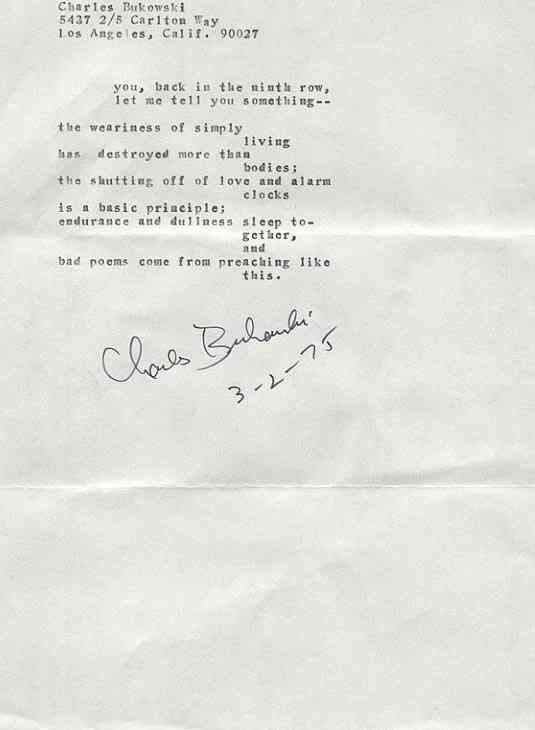 Charles Bukowski
5437 2/5 Carlton Way
Los Angeles, Calif. 90027
you, back in the ninth row,
let me tell you something--
the weariness of simply
living
has destroyed more than
bodies;
the shutting off of love and alarm
clocks
is a basic principle;
endurance and dullness sleep to-
gether,
and
bad poems come from preaching like
this.
Charles Bukowski
3-2-75